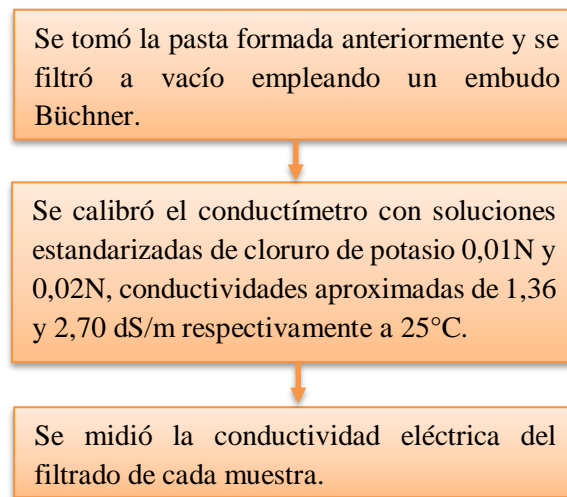 Se tomó la pasta formada anteriormente y se
filtró a vacío empleando un embudo
Büchner.
Se calibró el conductímetro con soluciones
estandarizadas de cloruro de potasio 0,01N y
0,02N, conductividades aproximadas de 1,36
y 2,70 dS/m respectivamente a 25°C.
Se midió la conductividad eléctrica del
filtrado de cada muestra.